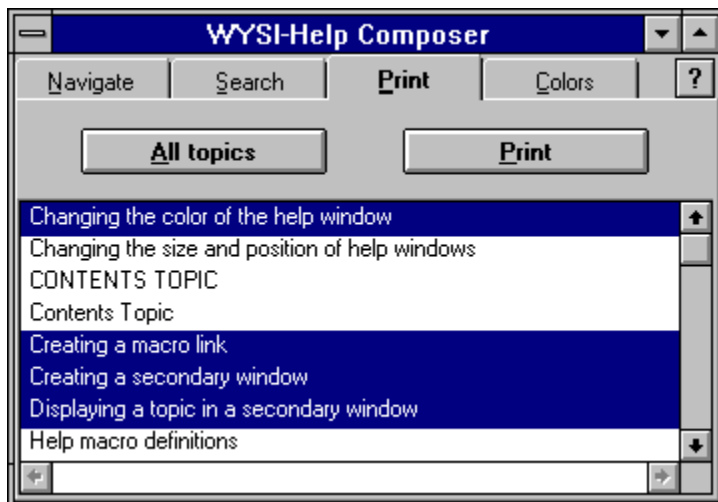 WYSI-Help Composer
Navigate Search Print Colors ?
All topics Print
Changing the color of the help window
Changing the size and position of help windows
CONTENTS TOPIC
Contents Topic
Creating a macro link
Creating a secondary window
Displaying a topic in a secondary window
Help macro definitions